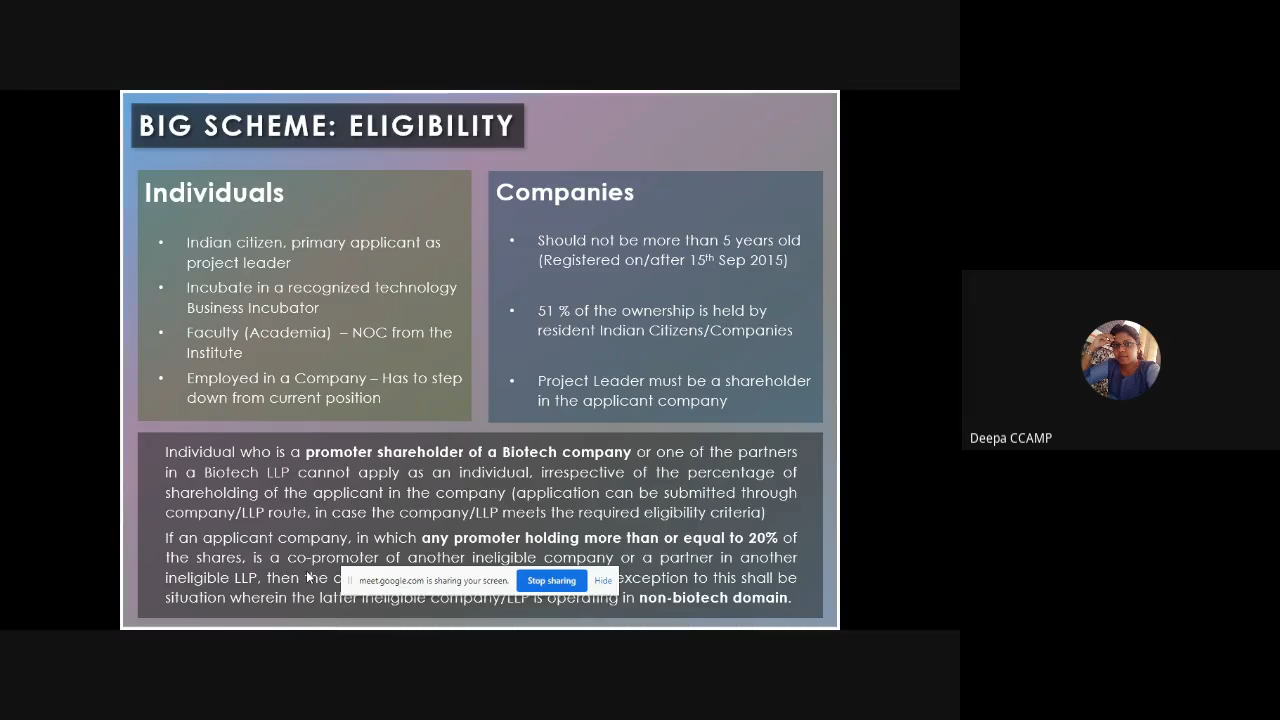 BIG SCHEME: ELIGIBILITY
Individuals
• Indian citizen, primary applicant as
project leader
• Incubate in a recognized technology
Business Incubator
• Faculty (Academia) – NOC from the
Institute
• Employed in a Company – Has to step
down from current position
Companies
• Should not be more than 5 years old
(Registered on/after 15th Sep 2015)
• 51 % of the ownership is held by
resident Indian Citizens/Companies
• Project Leader must be a shareholder
in the applicant company
Individual who is a promoter shareholder of a Biotech company or one of the partners
in a Biotech LLP cannot apply as an individual, irrespective of the percentage of
shareholding of the applicant in the company (application can be submitted through
company/LLP route, in case the company/LLP meets the required eligibility criteria)
If an applicant company, in which any promoter holding more than or equal to 20% of
the shares, is a co-promoter of another ineligible company or a partner in another
ineligible LLP, then the exception to this shall be
situation wherein the latter ineligible company/LLP is operating in non-biotech domain.
meet.google.com is sharing your screen. Stop sharing Hide
Deepa CCAMP